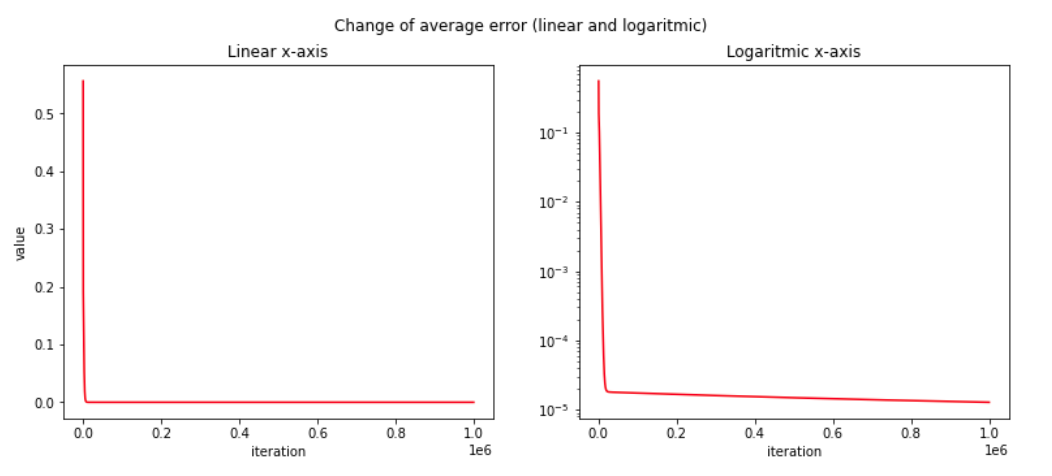 Change of average error (linear and logaritmic)
Linear x-axis
value
0.5
0.4
0.3
0.2
0.1
0.0
0.0 0.2 0.4 0.6 0.8 1.0
1e6
iteration
Logaritmic x-axis
10⁻¹
10⁻²
10⁻³
10⁻⁴
10⁻⁵
0.0 0.2 0.4 0.6 0.8 1.0
1e6
iteration